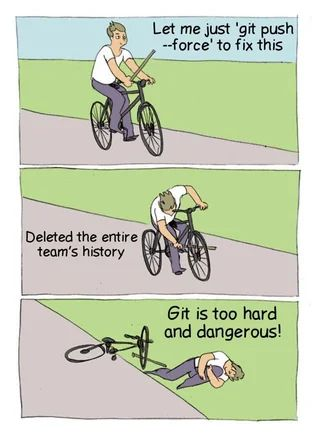 Let me just 'git push
--force' to fix this
Deleted the entire
team's history
Git is too hard
and dangerous!